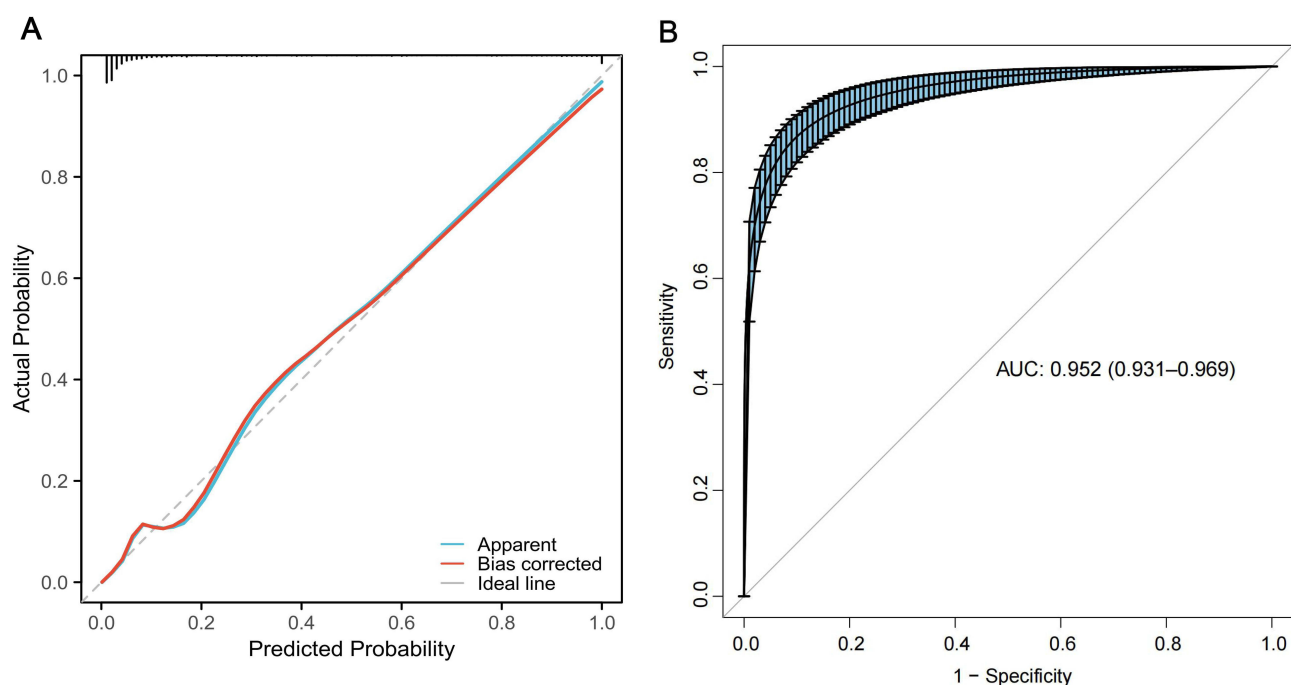 A
1.0
0.8
0.6
0.4
0.2
0.0
Actual Probability
Apparent
Bias corrected
Ideal line
0.0 0.2 0.4 0.6 0.8 1.0
Predicted Probability
B
1.0
0.8
0.6
0.4
0.2
0.0
Sensitivity
AUC: 0.952 (0.931–0.969)
0.0 0.2 0.4 0.6 0.8 1.0
1 − Specificity